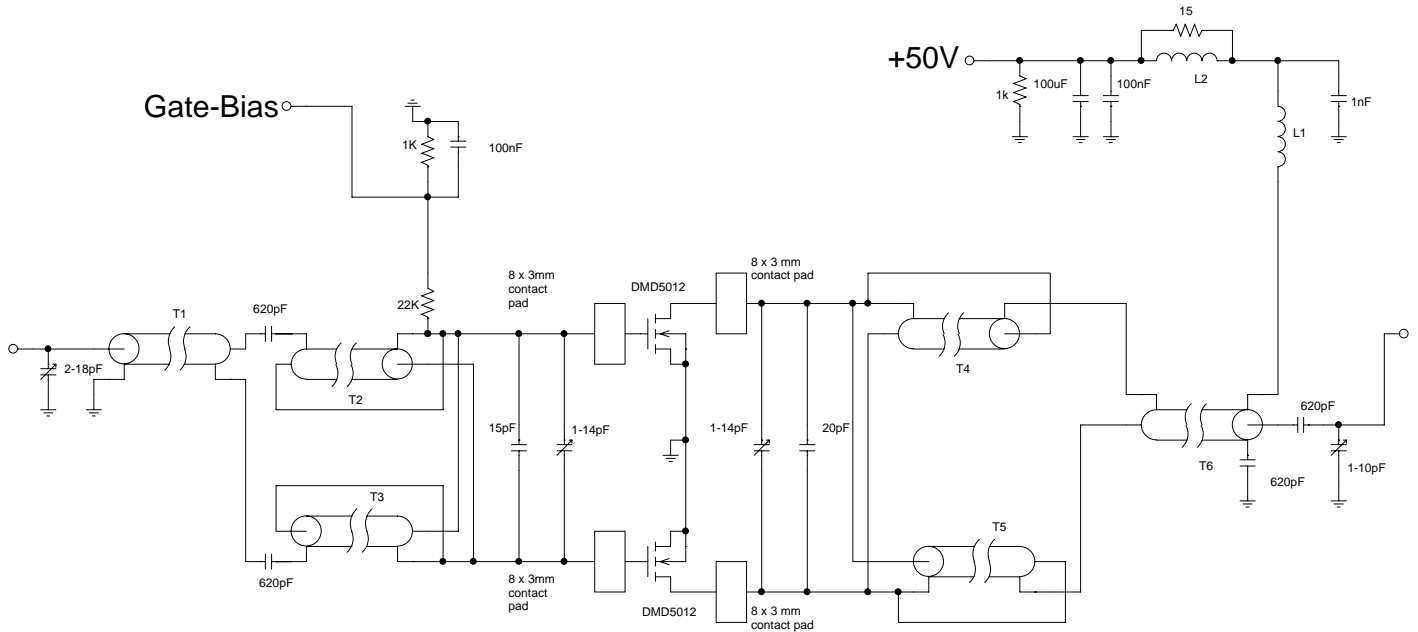 15
+50V
L2
100uF
100nF
1k
1nF
Gate-Bias
L1
1K
100nF
8 x 3mm
contact
pad
8 x 3 mm
contact pad
DMD5012
22K
620pF
T1
2-18pF
T2
T4
15pF
1-14pF
1-14pF
20pF
620pF
T6
1-10pF
620pF
T3
T5
620pF
8 x 3mm
contact
pad
DMD5012
8 x 3 mm
contact pad